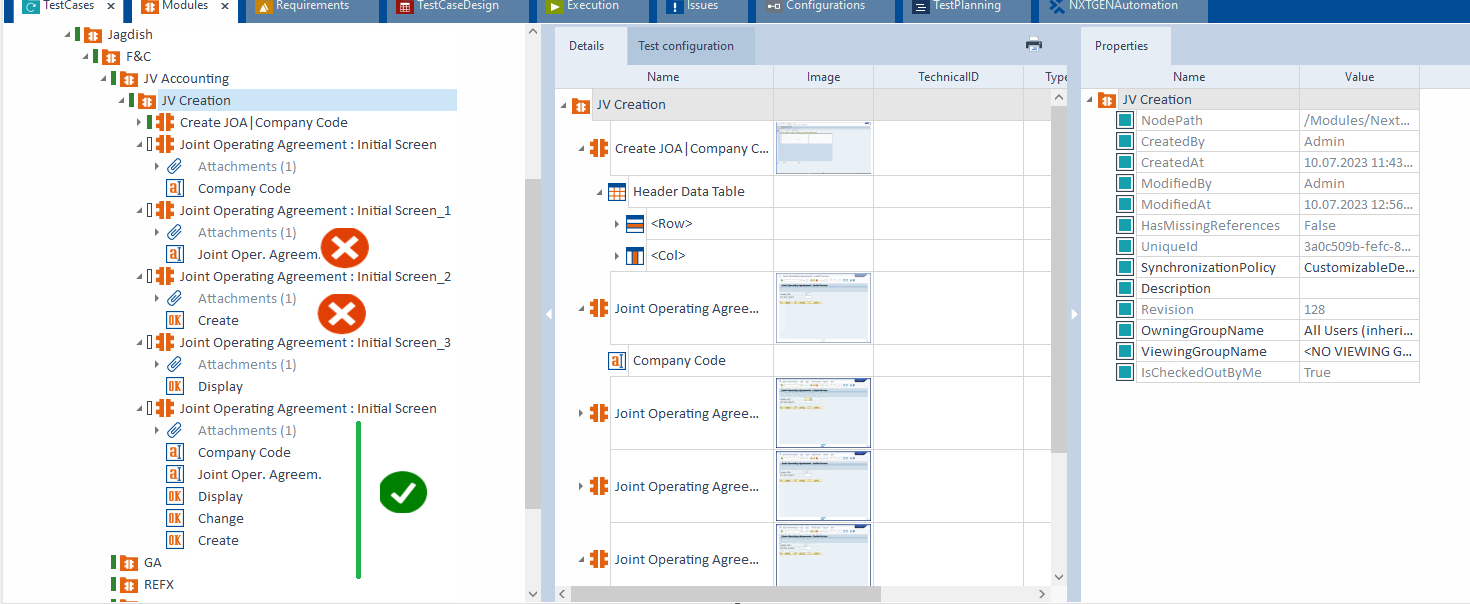 TestCases ✕ Modules ✕ Requirements TestCaseDesign Execution Issues Configurations TestPlanning NXTGENAutomation
Jagdish
F&C
JV Accounting
JV Creation
Create JOA|Company Code
Joint Operating Agreement : Initial Screen
Attachments (1)
Company Code
Joint Operating Agreement : Initial Screen_1
Attachments (1)
Joint Oper. Agreem.
Joint Operating Agreement : Initial Screen_2
Attachments (1)
OK Create
Joint Operating Agreement : Initial Screen_3
Attachments (1)
OK Display
Joint Operating Agreement : Initial Screen
Attachments (1)
Company Code
Joint Oper. Agreem.
OK Display
OK Change
OK Create
GA
REFX
Details Test configuration
Name Image TechnicalID Type
JV Creation
Create JOA|Company C...
Header Data Table
<Row>
<Col>
Joint Operating Agree...
Company Code
Joint Operating Agree...
Joint Operating Agree...
Joint Operating Agree...
Properties
Name Value
JV Creation
NodePath /Modules/Next...
CreatedBy Admin
CreatedAt 10.07.2023 11:43...
ModifiedBy Admin
ModifiedAt 10.07.2023 12:56...
HasMissingReferences False
UniqueId 3a0c509b-fefc-8...
SynchronizationPolicy CustomizableDe...
Description
Revision 128
OwningGroupName All Users (inheri...
ViewingGroupName <NO VIEWING G...
IsCheckedOutByMe True